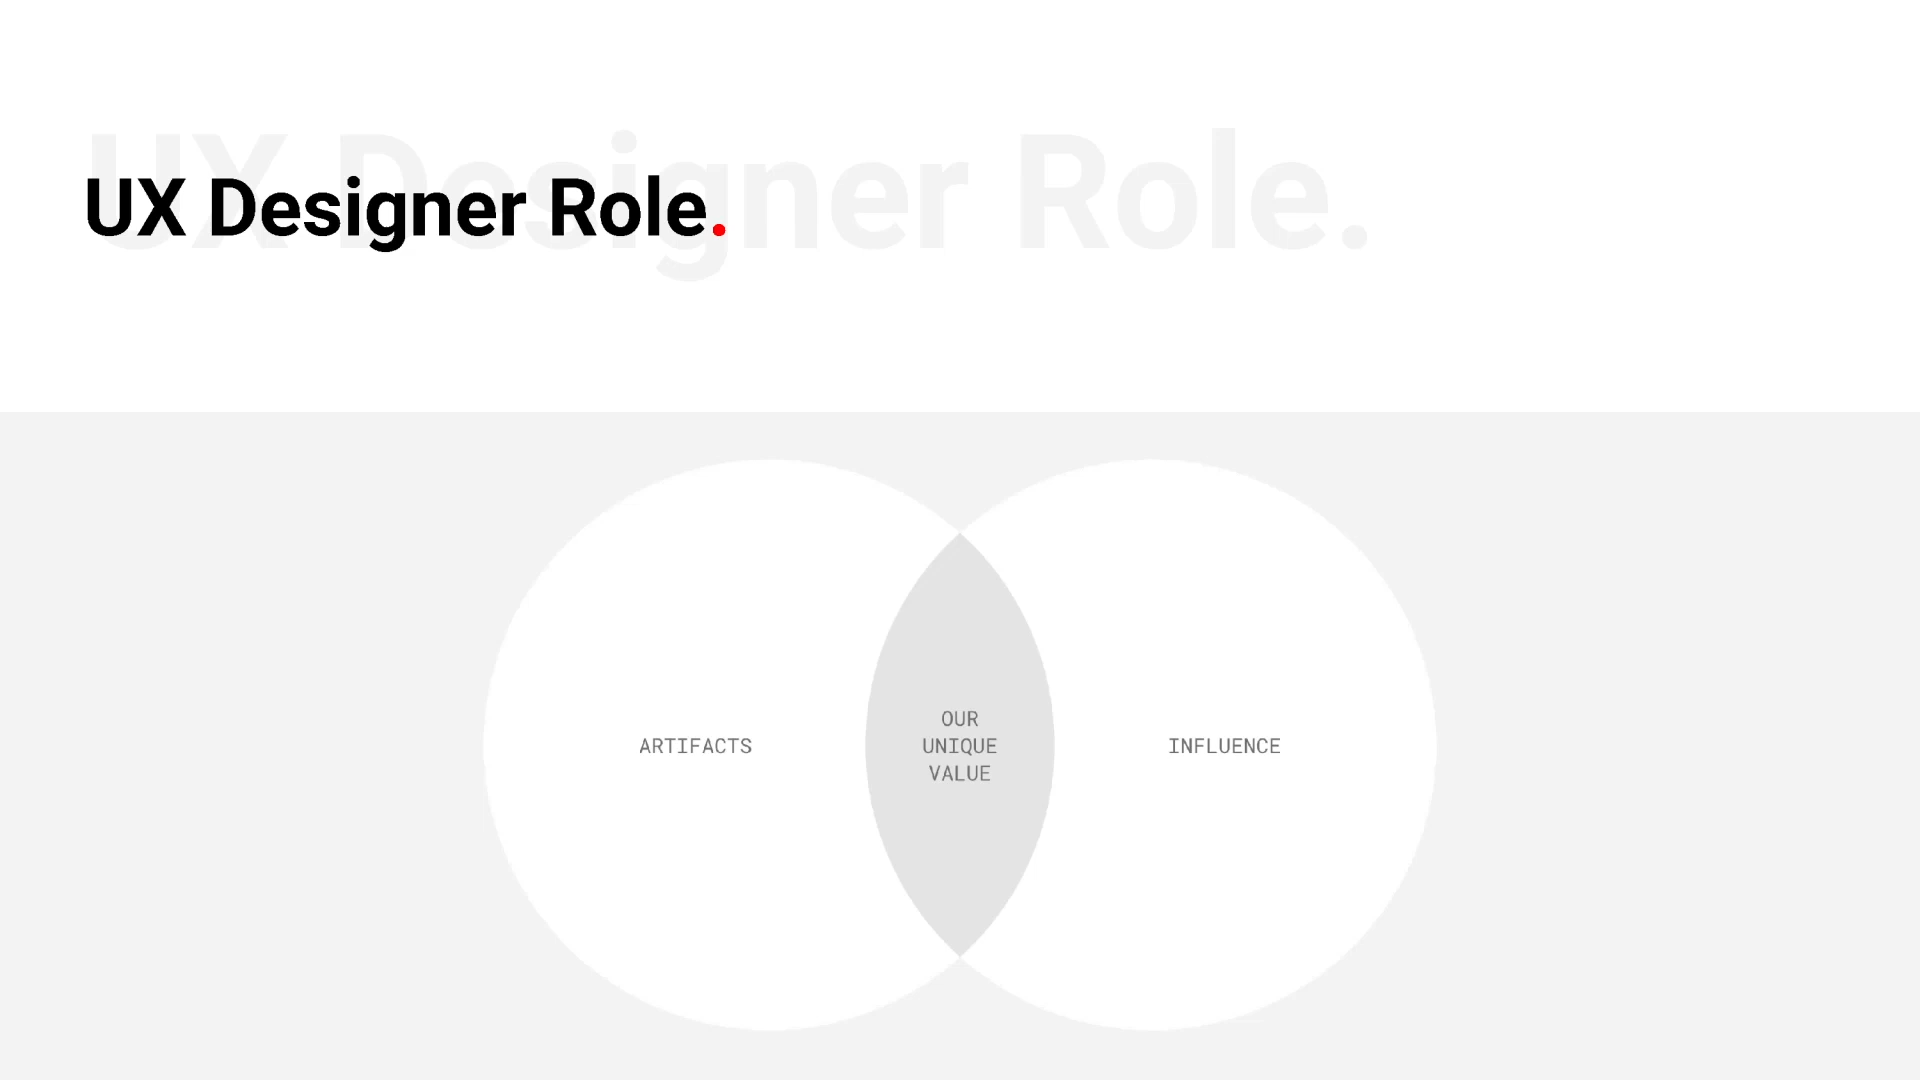 UX Designer Role.
UX Designer Role.
ARTIFACTS
OUR
UNIQUE
VALUE
INFLUENCE